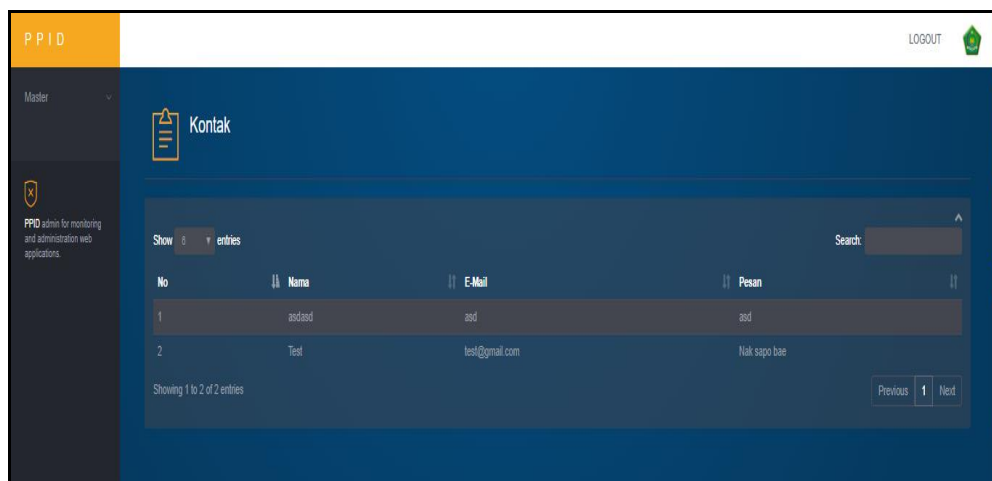 PPID
LOGOUT
Master
Kontak
PPID admin for monitoring
and administration web
applications.
Show 6 entries
Search:
No Nama E-Mail Pesan
1 asdasd asd asd
2 Test test@gmail.com Nak sapo bae
Showing 1 to 2 of 2 entries
Previous 1 Next